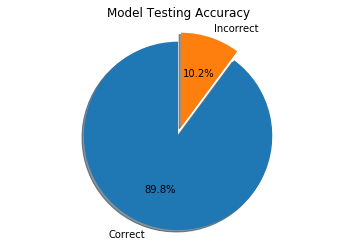 Model Testing Accuracy
Incorrect
10.2%
89.8%
Correct